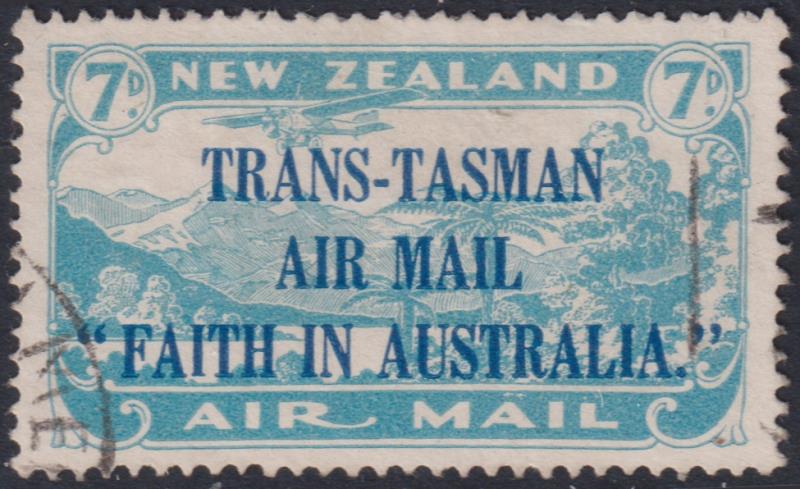 7D NEW ZEALAND 7D.
TRANS-TASMAN
AIR MAIL
"FAITH IN AUSTRALIA."
AIR MAIL